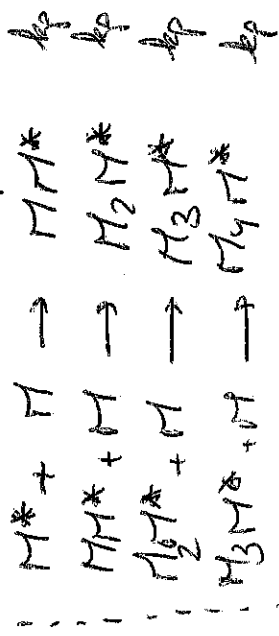 M* + M → MM* kp
MM* + M → M₂M* kp
M₂M* + M → M₃M* kp
M₃M* + M → M₄M* kp